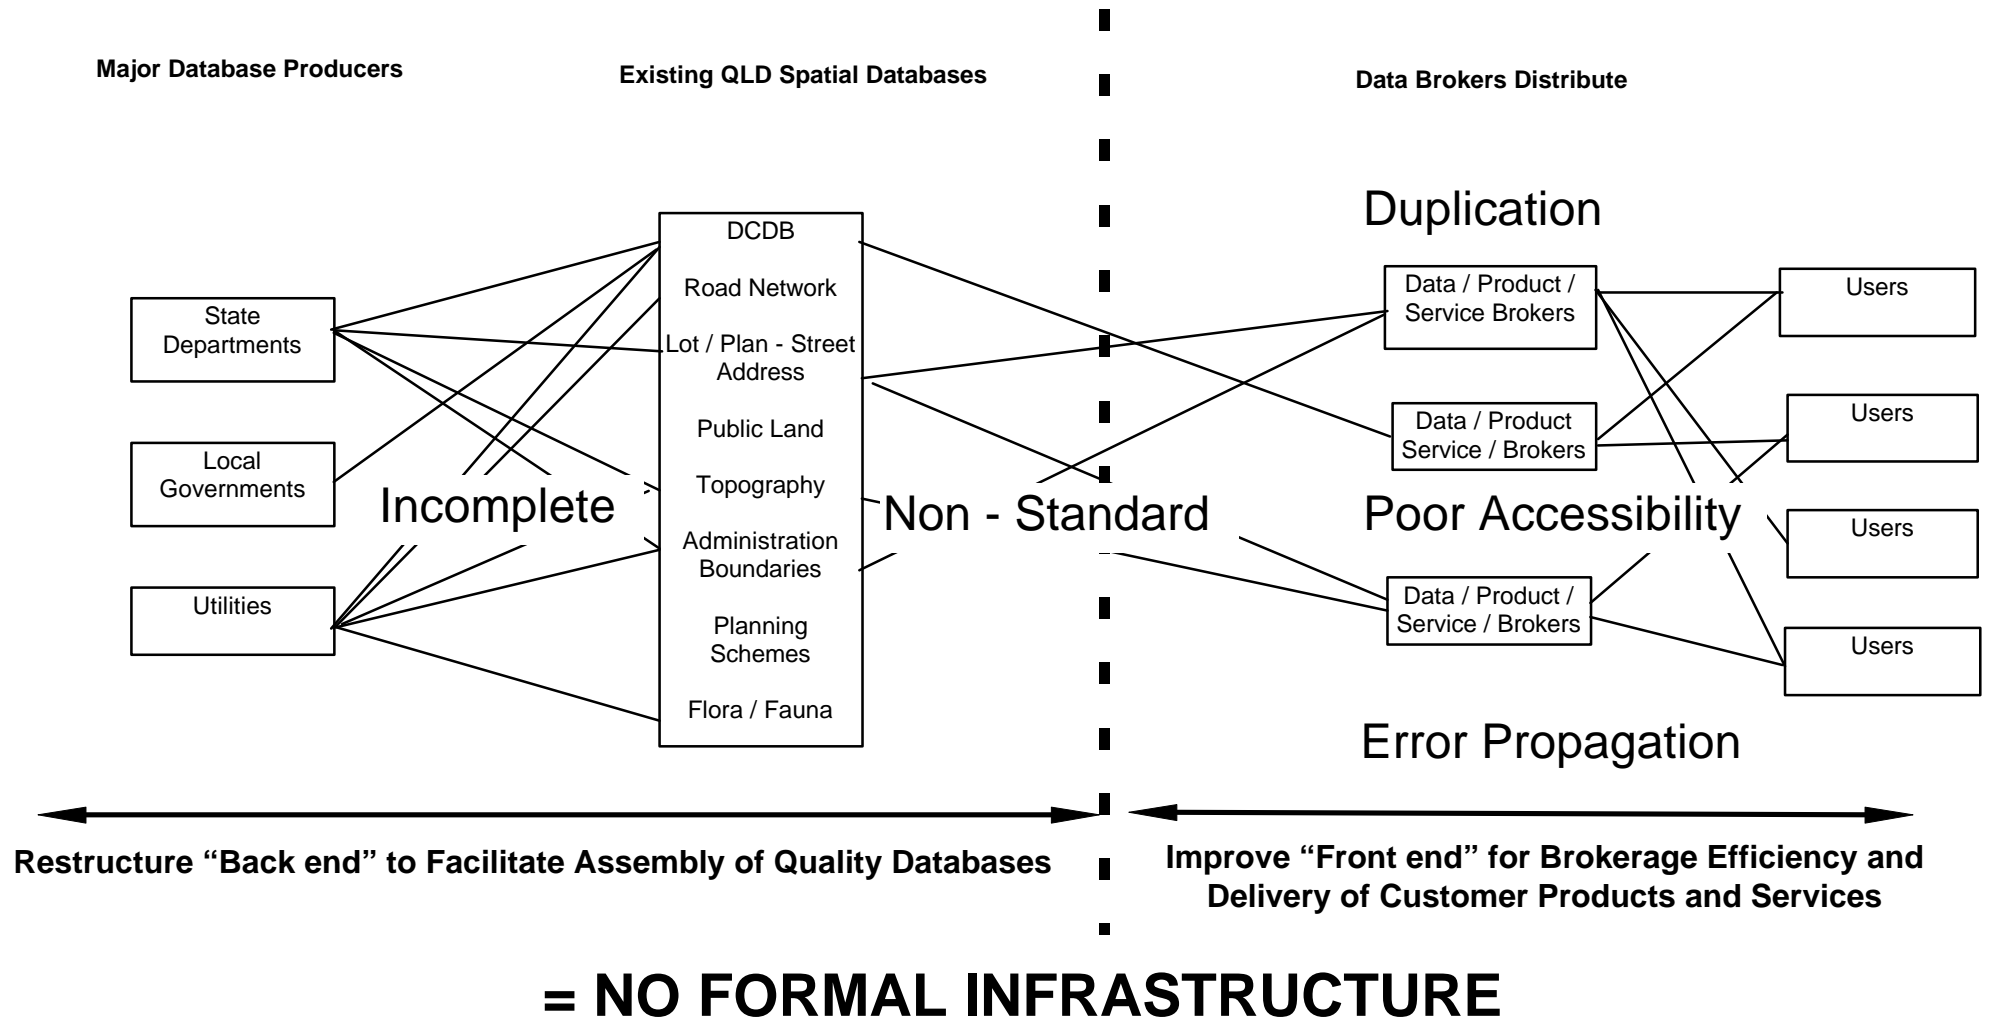 Major Database Producers
Existing QLD Spatial Databases
Data Brokers Distribute
State
Departments
Local
Governments
Utilities
Incomplete
DCDB
Road Network
Lot / Plan - Street
Address
Public Land
Topography
Administration
Boundaries
Planning
Schemes
Flora / Fauna
Non - Standard
Duplication
Data / Product /
Service Brokers
Data / Product
Service / Brokers
Poor Accessibility
Data / Product /
Service / Brokers
Error Propagation
Users
Users
Users
Users
Restructure “Back end” to Facilitate Assembly of Quality Databases
Improve “Front end” for Brokerage Efficiency and
Delivery of Customer Products and Services
= NO FORMAL INFRASTRUCTURE